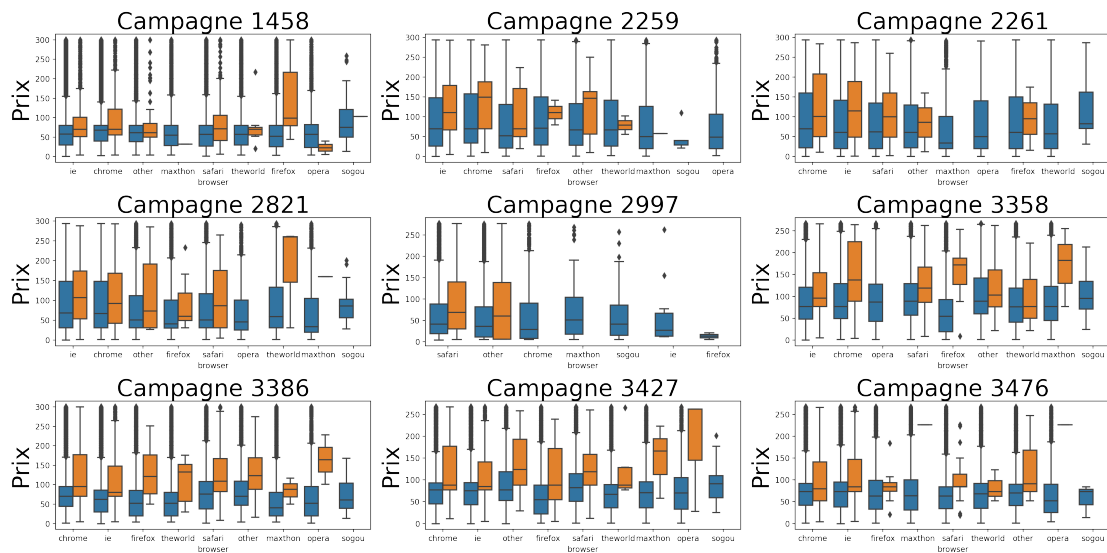 Campagne 1458 Campagne 2259 Campagne 2261
Prix 300 250 200 150 100 50 0
ie chrome other maxthon safari theworld firefox opera sogou
browser
Prix 300 250 200 150 100 50 0
ie chrome safari firefox other theworld maxthon sogou opera
browser
Prix 300 250 200 150 100 50 0
chrome ie safari other maxthon opera firefox theworld sogou
browser
Campagne 2821 Campagne 2997 Campagne 3358
Prix 300 250 200 150 100 50 0
ie chrome other firefox safari opera theworld maxthon sogou
browser
Prix 250 200 150 100 50 0
safari other chrome maxthon sogou ie firefox
browser
Prix 250 200 150 100 50 0
ie chrome opera safari firefox other theworld maxthon sogou
browser
Campagne 3386 Campagne 3427 Campagne 3476
Prix 300 250 200 150 100 50 0
chrome ie firefox theworld safari other maxthon opera sogou
browser
Prix 250 200 150 100 50 0
chrome ie other firefox safari theworld maxthon opera sogou
browser
Prix 250 200 150 100 50 0
chrome ie firefox maxthon safari theworld other opera sogou
browser